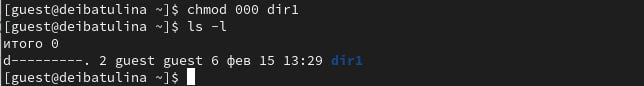 [guest@deibatulina ~]$ chmod 000 dir1
[guest@deibatulina ~]$ ls -l
итого 0
d---------. 2 guest guest 6 фев 15 13:29 dir1
[guest@deibatulina ~]$